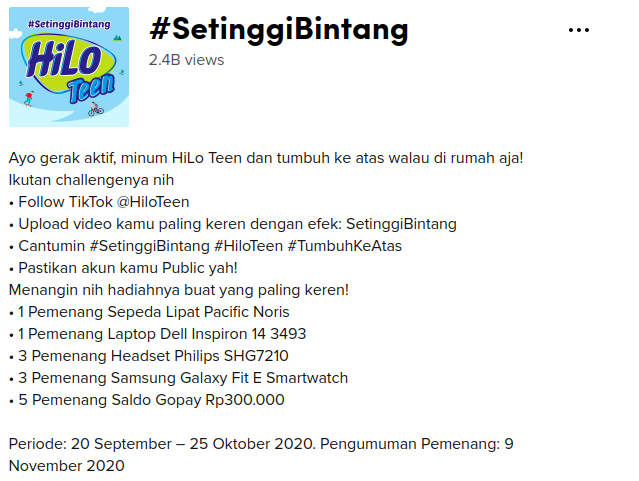 #SetinggiBintang
HiLo
Teen
#SetinggiBintang
2.4B views
Ayo gerak aktif, minum HiLo Teen dan tumbuh ke atas walau di rumah aja!
Ikutan challengenya nih
• Follow TikTok @HiloTeen
• Upload video kamu paling keren dengan efek: SetinggiBintang
• Cantumin #SetinggiBintang #HiloTeen #TumbuhKeAtas
• Pastikan akun kamu Public yah!
Menangin nih hadiahnya buat yang paling keren!
• 1 Pemenang Sepeda Lipat Pacific Noris
• 1 Pemenang Laptop Dell Inspiron 14 3493
• 3 Pemenang Headset Philips SHG7210
• 3 Pemenang Samsung Galaxy Fit E Smartwatch
• 5 Pemenang Saldo Gopay Rp300.000
Periode: 20 September – 25 Oktober 2020. Pengumuman Pemenang: 9
November 2020